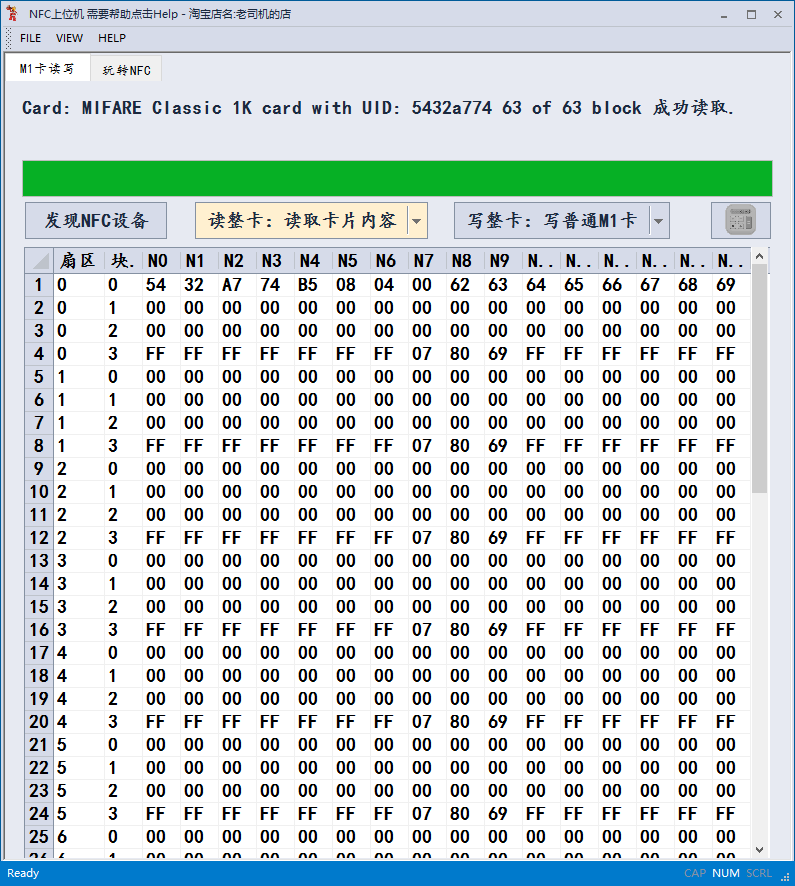 NFC上位机 需要帮助点击Help - 淘宝店名:老司机的店
FILE VIEW HELP
M1卡读写 玩转NFC
Card: MIFARE Classic 1K card with UID: 5432a774 63 of 63 block 成功读取.
发现NFC设备 读整卡: 读取卡片内容 写整卡: 写普通M1卡
扇区 块. N0 N1 N2 N3 N4 N5 N6 N7 N8 N9 N.. N.. N.. N.. N.. N..
1 0 0 54 32 A7 74 B5 08 04 00 62 63 64 65 66 67 68 69
2 0 1 00 00 00 00 00 00 00 00 00 00 00 00 00 00 00 00
3 0 2 00 00 00 00 00 00 00 00 00 00 00 00 00 00 00 00
4 0 3 FF FF FF FF FF FF FF 07 80 69 FF FF FF FF FF FF
5 1 0 00 00 00 00 00 00 00 00 00 00 00 00 00 00 00 00
6 1 1 00 00 00 00 00 00 00 00 00 00 00 00 00 00 00 00
7 1 2 00 00 00 00 00 00 00 00 00 00 00 00 00 00 00 00
8 1 3 FF FF FF FF FF FF FF 07 80 69 FF FF FF FF FF FF
9 2 0 00 00 00 00 00 00 00 00 00 00 00 00 00 00 00 00
10 2 1 00 00 00 00 00 00 00 00 00 00 00 00 00 00 00 00
11 2 2 00 00 00 00 00 00 00 00 00 00 00 00 00 00 00 00
12 2 3 FF FF FF FF FF FF FF 07 80 69 FF FF FF FF FF FF
13 3 0 00 00 00 00 00 00 00 00 00 00 00 00 00 00 00 00
14 3 1 00 00 00 00 00 00 00 00 00 00 00 00 00 00 00 00
15 3 2 00 00 00 00 00 00 00 00 00 00 00 00 00 00 00 00
16 3 3 FF FF FF FF FF FF FF 07 80 69 FF FF FF FF FF FF
17 4 0 00 00 00 00 00 00 00 00 00 00 00 00 00 00 00 00
18 4 1 00 00 00 00 00 00 00 00 00 00 00 00 00 00 00 00
19 4 2 00 00 00 00 00 00 00 00 00 00 00 00 00 00 00 00
20 4 3 FF FF FF FF FF FF FF 07 80 69 FF FF FF FF FF FF
21 5 0 00 00 00 00 00 00 00 00 00 00 00 00 00 00 00 00
22 5 1 00 00 00 00 00 00 00 00 00 00 00 00 00 00 00 00
23 5 2 00 00 00 00 00 00 00 00 00 00 00 00 00 00 00 00
24 5 3 FF FF FF FF FF FF FF 07 80 69 FF FF FF FF FF FF
25 6 0 00 00 00 00 00 00 00 00 00 00 00 00 00 00 00 00
Ready CAP NUM SCRL